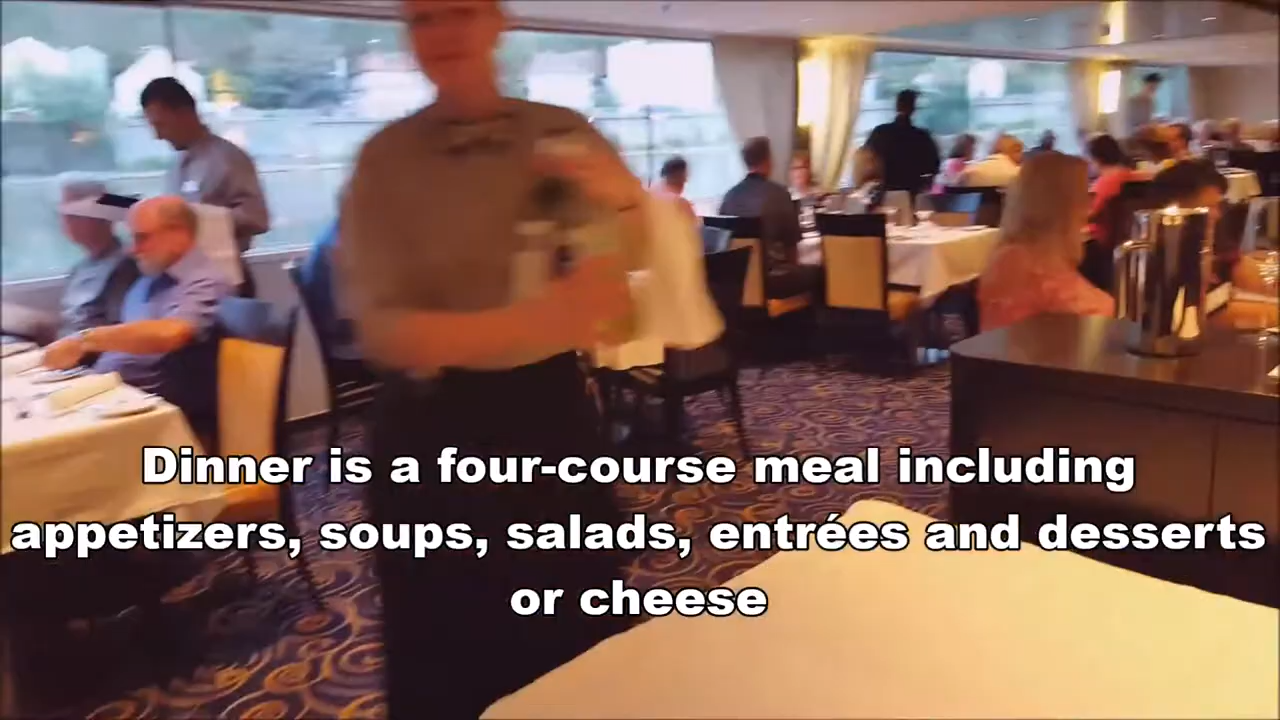 Dinner is a four-course meal including
appetizers, soups, salads, entrées and desserts
or cheese